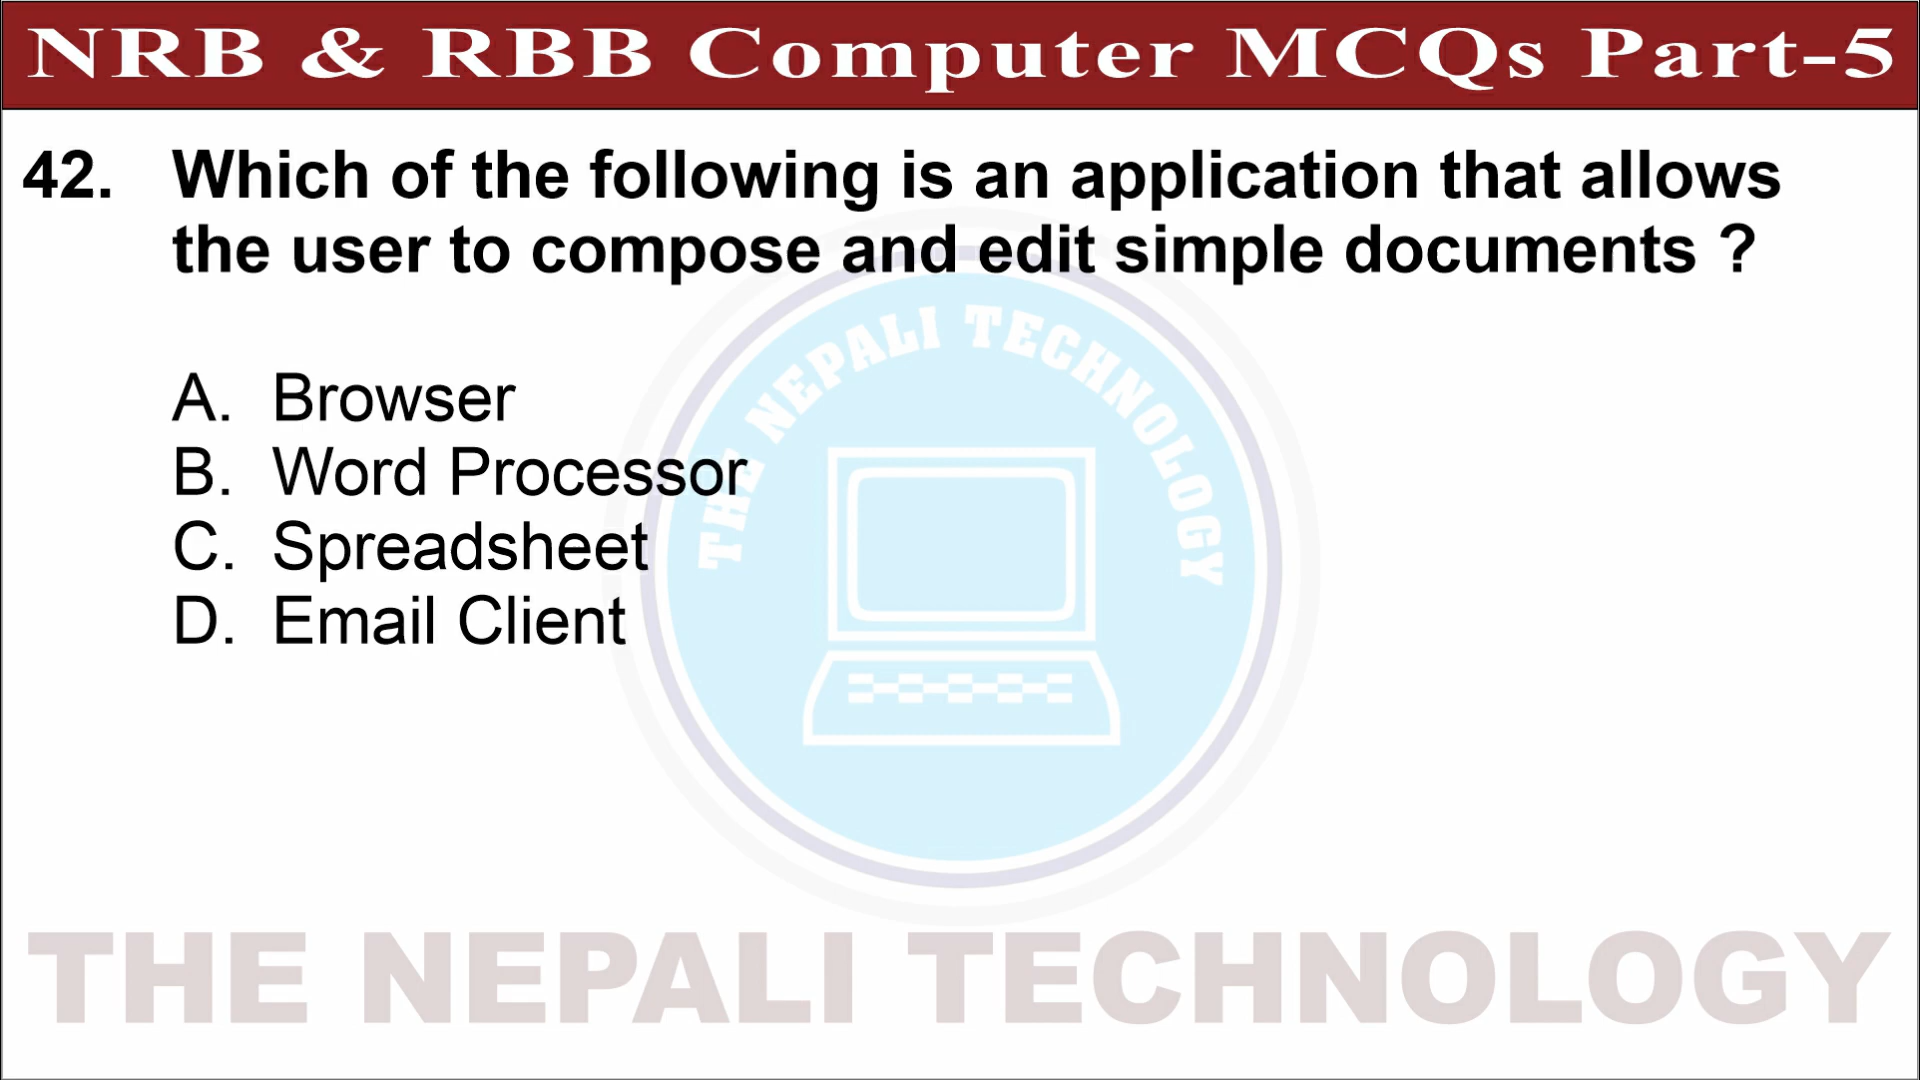 NRB & RBB Computer MCQs Part-5
42. Which of the following is an application that allows
the user to compose and edit simple documents ?
THE NEPALI TECHNOLOGY
A. Browser
B. Word Processor
C. Spreadsheet
D. Email Client
THE NEPALI TECHNOLOGY